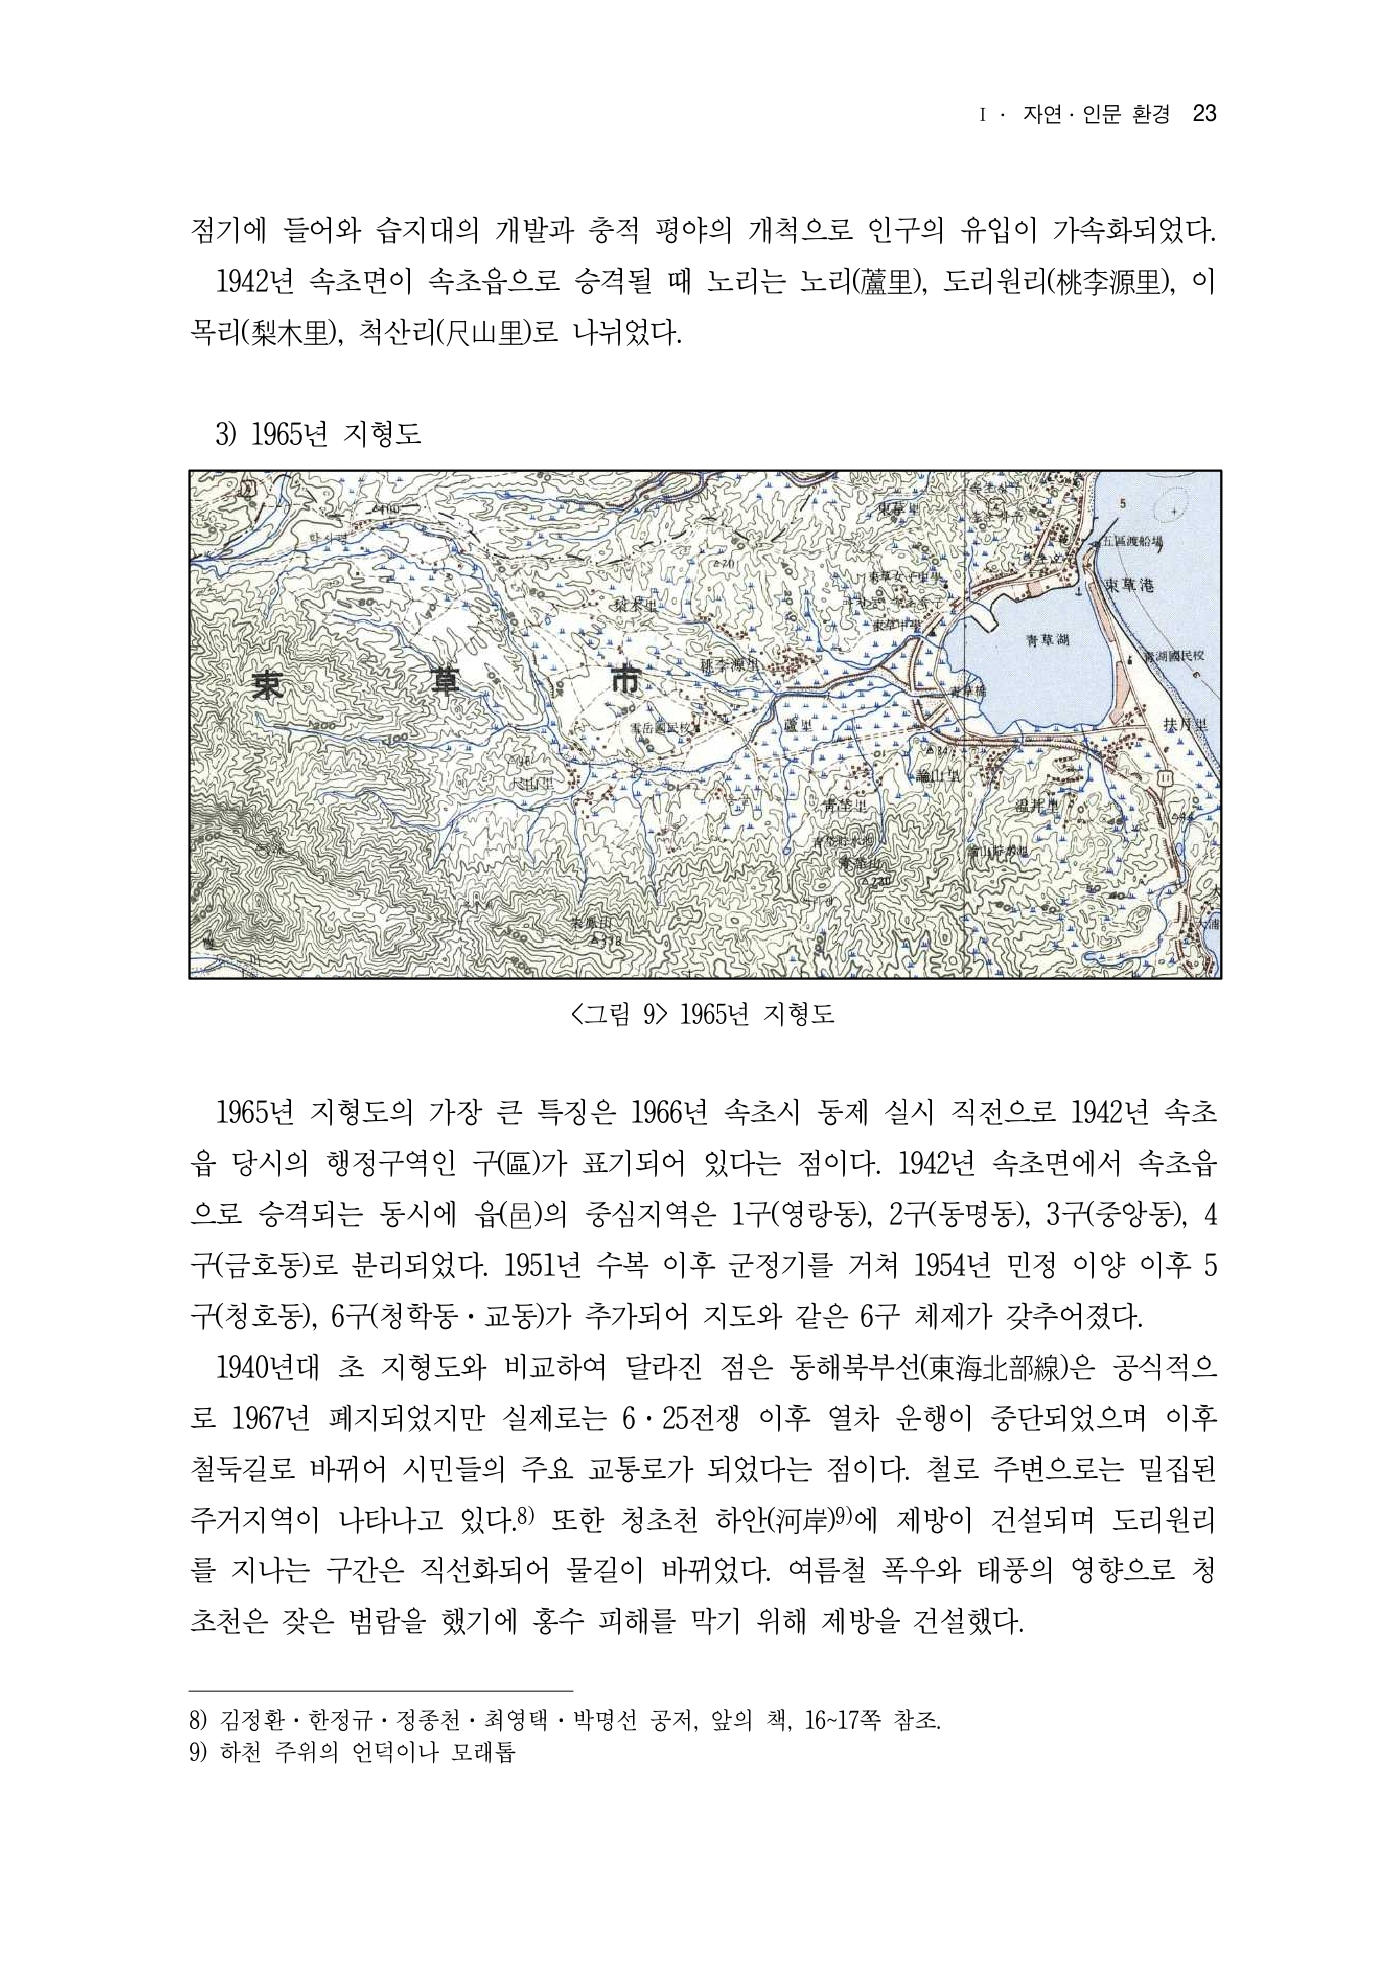 I · 자연·인문 환경 23
점기에 들어와 습지대의 개발과 충적 평야의 개척으로 인구의 유입이 가속화되었다.
1942년 속초면이 속초읍으로 승격될 때 노리는 노리(蘆里), 도리원리(桃李源里), 이
목리(梨木里), 척산리(尺山里)로 나뉘었다.
3) 1965년 지형도
5
五區渡船場
束草港
束草里
束草女子中學
梨木里
靑草湖
靑湖國民校
桃李源里
束 草 市
靑草橋
蘆里
扶月里
論山里
尺山里
靑垈里
溫井里
靑垈山
230
200
100
<그림 9> 1965년 지형도
1965년 지형도의 가장 큰 특징은 1966년 속초시 동제 실시 직전으로 1942년 속초
읍 당시의 행정구역인 구(區)가 표기되어 있다는 점이다. 1942년 속초면에서 속초읍
으로 승격되는 동시에 읍(邑)의 중심지역은 1구(영랑동), 2구(동명동), 3구(중앙동), 4
구(금호동)로 분리되었다. 1951년 수복 이후 군정기를 거쳐 1954년 민정 이양 이후 5
구(청호동), 6구(청학동·교동)가 추가되어 지도와 같은 6구 체제가 갖추어졌다.
1940년대 초 지형도와 비교하여 달라진 점은 동해북부선(東海北部線)은 공식적으
로 1967년 폐지되었지만 실제로는 6·25전쟁 이후 열차 운행이 중단되었으며 이후
철둑길로 바뀌어 시민들의 주요 교통로가 되었다는 점이다. 철로 주변으로는 밀집된
주거지역이 나타나고 있다.8) 또한 청초천 하안(河岸)9)에 제방이 건설되며 도리원리
를 지나는 구간은 직선화되어 물길이 바뀌었다. 여름철 폭우와 태풍의 영향으로 청
초천은 잦은 범람을 했기에 홍수 피해를 막기 위해 제방을 건설했다.
8) 김정환·한정규·정종천·최영택·박명선 공저, 앞의 책, 16~17쪽 참조.
9) 하천 주위의 언덕이나 모래톱